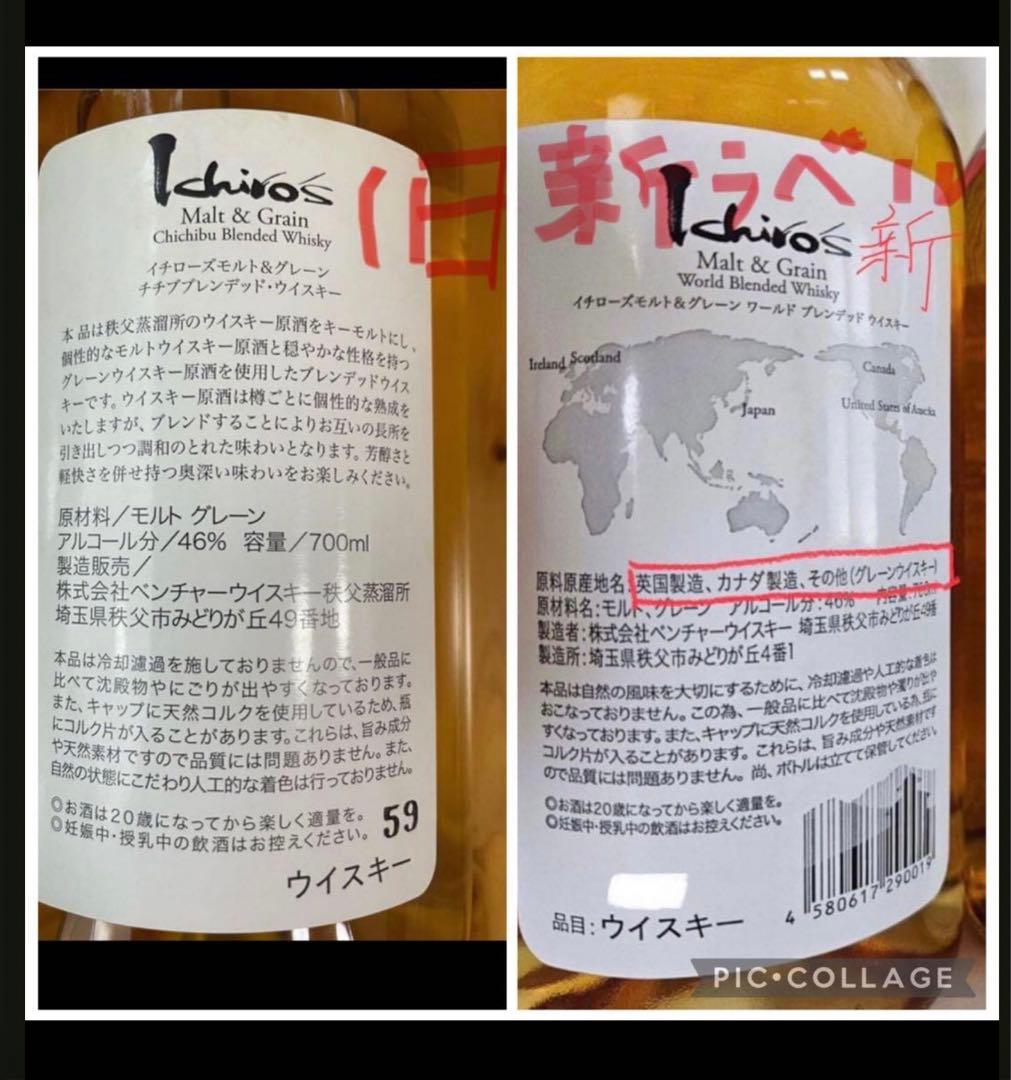 旧
Ichiro's
Malt & Grain
Chichibu Blended Whisky
イチローズモルト&グレーン
チチブブレンデッド・ウイスキー
本品は秩父蒸溜所のウイスキー原酒をキーモルトにし、
個性的なモルトウイスキー原酒と穏やかな性格を持つ
グレーンウイスキー原酒を使用したブレンデッドウイス
キーです。ウイスキー原酒は樽ごとに個性的な熟成を
いたしますが、ブレンドすることによりお互いの長所を
引き出しつつ調和のとれた味わいとなります。芳醇さと
軽快さを併せ持つ奥深い味わいをお楽しみください。
原材料/モルト グレーン
アルコール分/46% 容量/700ml
製造販売/
株式会社ベンチャーウイスキー秩父蒸溜所
埼玉県秩父市みどりが丘49番地
本品は冷却濾過を施しておりませんので、一般品に
比べて沈殿物やにごりが出やすくなっております。
また、キャップに天然コルクを使用しているため、瓶
にコルク片が入ることがあります。これらは、旨み成分
や天然素材ですので品質には問題ありません。また、
自然の状態にこだわり人工的な着色は行っておりません。
◎お酒は20歳になってから楽しく適量を。
◎妊娠中・授乳中の飲酒はお控えください。
59
ウイスキー
新ラベル
新
Ichiro's
Malt & Grain
World Blended Whisky
イチローズモルト&グレーン ワールド ブレンデッド ウイスキー
Ireland Scotland
Canada
Japan
United States of America
原料原産地名:英国製造、カナダ製造、その他(グレーンウイスキー)
原材料名:モルト、グレーン アルコール分:46% 内容量:700ml
製造者:株式会社ベンチャーウイスキー 埼玉県秩父市みどりが丘49番
製造所:埼玉県秩父市みどりが丘4番1
本品は自然の風味を大切にするために、冷却濾過や人工的な着色は
おこなっておりません。この為、一般品に比べて沈殿物や濁りが出や
すくなっております。また、キャップに天然コルクを使用している為、瓶に
コルク片が入ることがあります。これらは、旨み成分や天然素材です
ので品質には問題ありません。尚、ボトルは立てて保管してください。
◎お酒は20歳になってから楽しく適量を。
◎妊娠中・授乳中の飲酒はお控えください。
4 580617 290019
品目:ウイスキー
PIC•COLLAGE